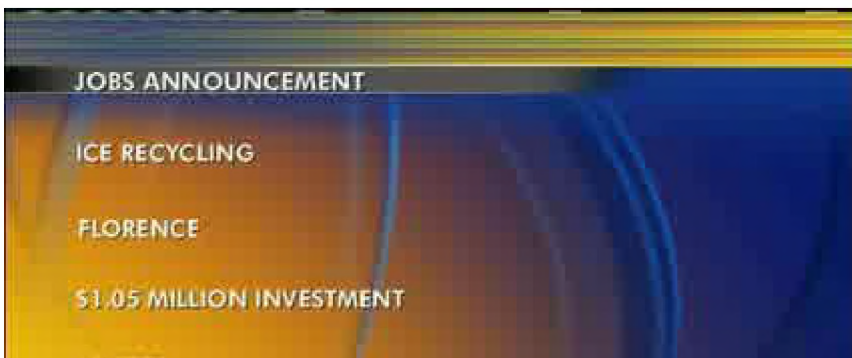 JOBS ANNOUNCEMENT
ICE RECYCLING
FLORENCE
$1.05 MILLION INVESTMENT